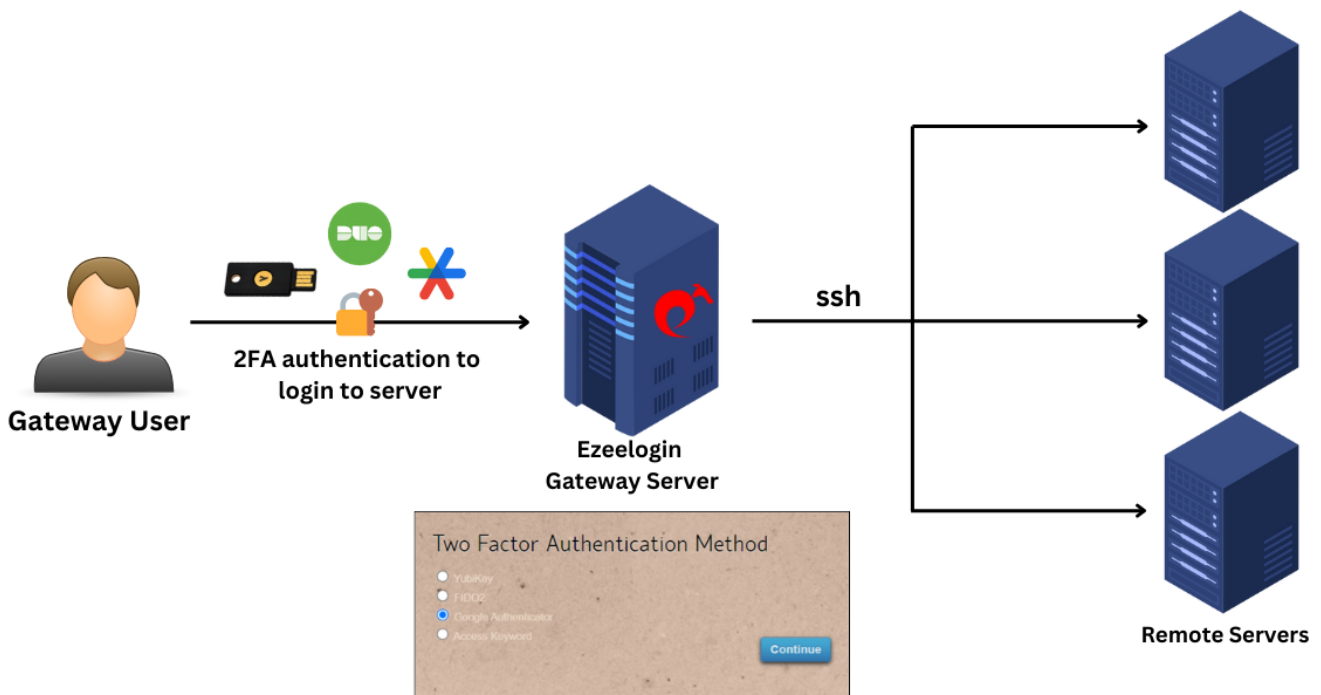 DUO
ssh
2FA authentication to
login to server
Gateway User
Ezeelogin
Gateway Server
Two Factor Authentication Method
YubiKey
FIDO2
Google Authenticator
Access Keyword
Continue
Remote Servers